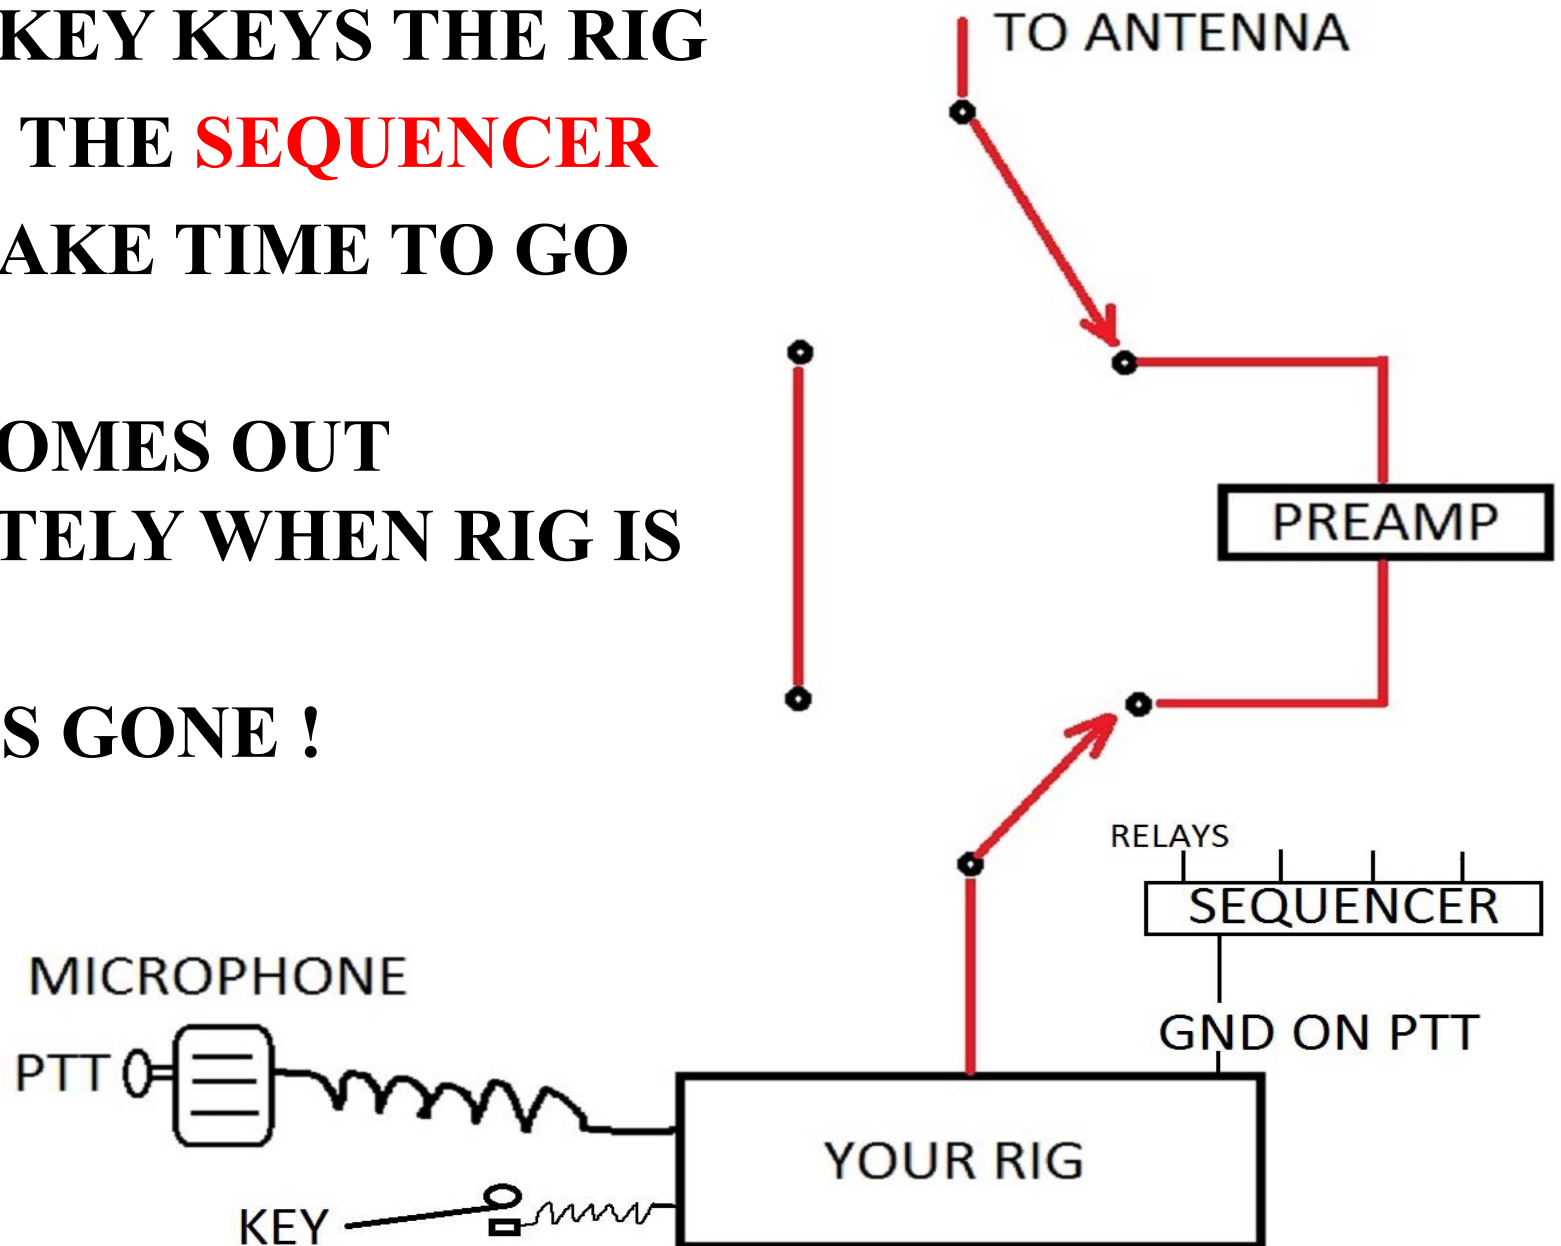 KEY KEYS THE RIG
THE SEQUENCER
AKE TIME TO GO
OMES OUT
TELY WHEN RIG IS
S GONE !
TO ANTENNA
PREAMP
RELAYS
SEQUENCER
GND ON PTT
MICROPHONE
PTT
YOUR RIG
KEY